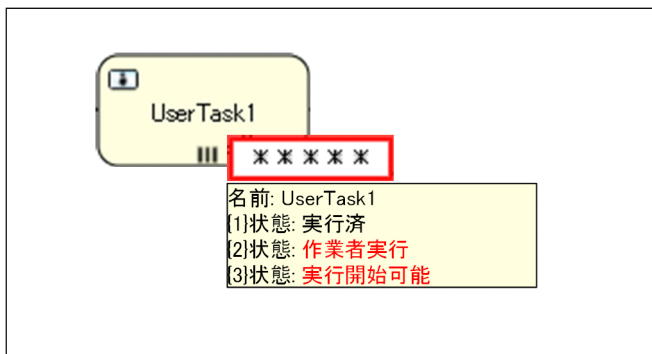 UserTask1
*****
名前: UserTask1
{1}状態: 実行済
{2}状態: 作業者実行
{3}状態: 実行開始可能